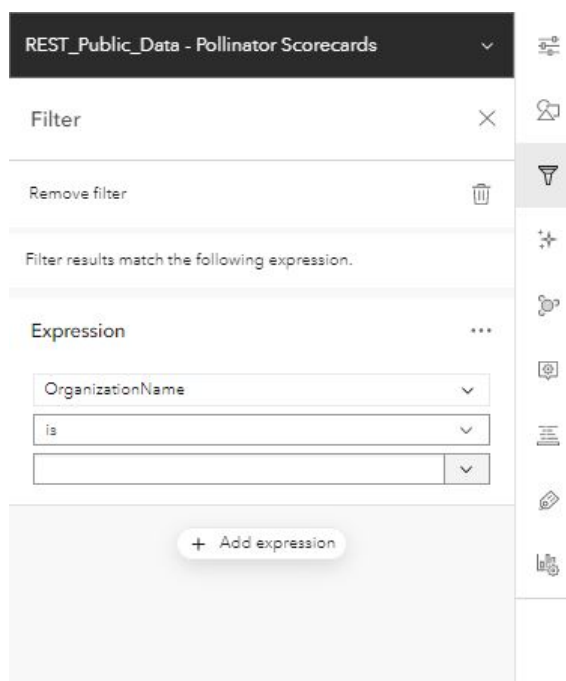 REST_Public_Data - Pollinator Scorecards
Filter
Remove filter
Filter results match the following expression.
Expression
OrganizationName
is
+ Add expression